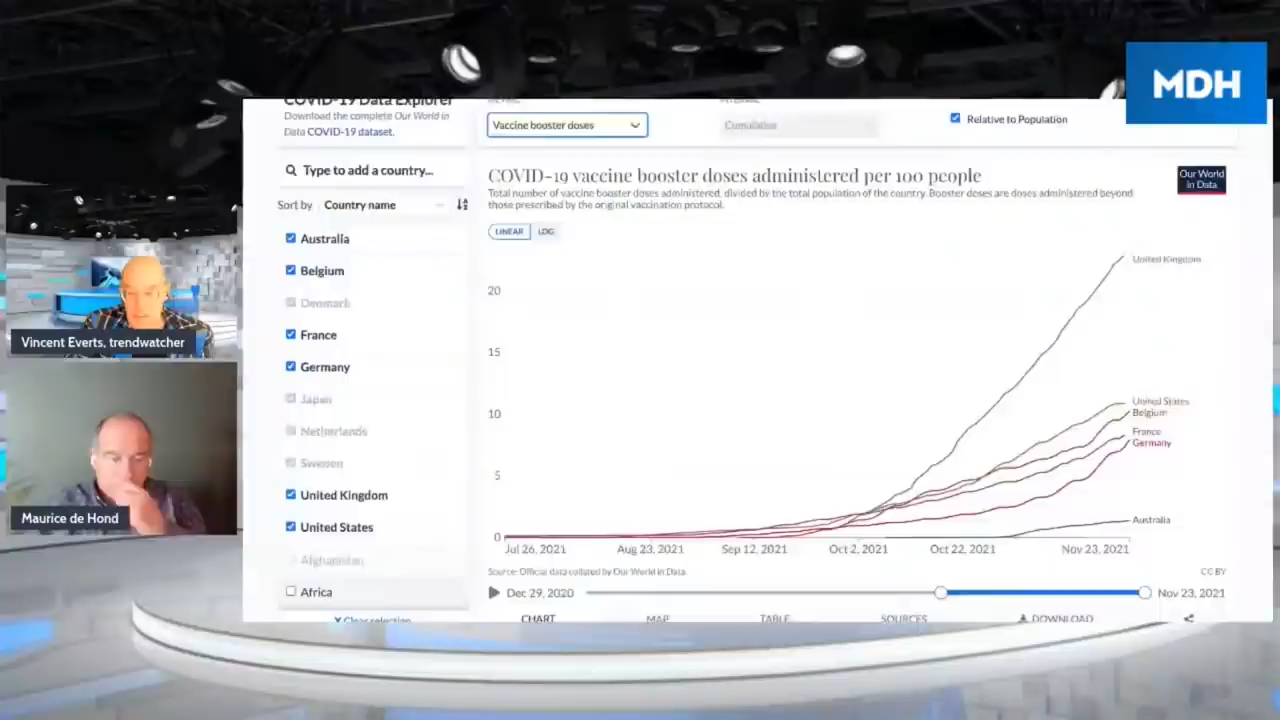 MDH
COVID-19 Data Explorer
Download the complete Our World in
Data COVID-19 dataset.
Vaccine booster doses
Cumulative
Relative to Population
Type to add a country...
Sort by Country name
Australia
Belgium
Denmark
France
Germany
Japan
Netherlands
Sweden
United Kingdom
United States
Afghanistan
Africa
Clear selection
COVID-19 vaccine booster doses administered per 100 people
Total number of vaccine booster doses administered, divided by the total population of the country. Booster doses are doses administered beyond
those prescribed by the original vaccination protocol.
Our World
in Data
LINEAR LOG
20
15
10
5
0
United Kingdom
United States
Belgium
France
Germany
Australia
Jul 26, 2021 Aug 23, 2021 Sep 12, 2021 Oct 2, 2021 Oct 22, 2021 Nov 23, 2021
Source: Official data collated by Our World in Data
CC BY
Dec 29, 2020 Nov 23, 2021
CHART MAP TABLE SOURCES DOWNLOAD
Vincent Everts, trendwatcher
Maurice de Hond